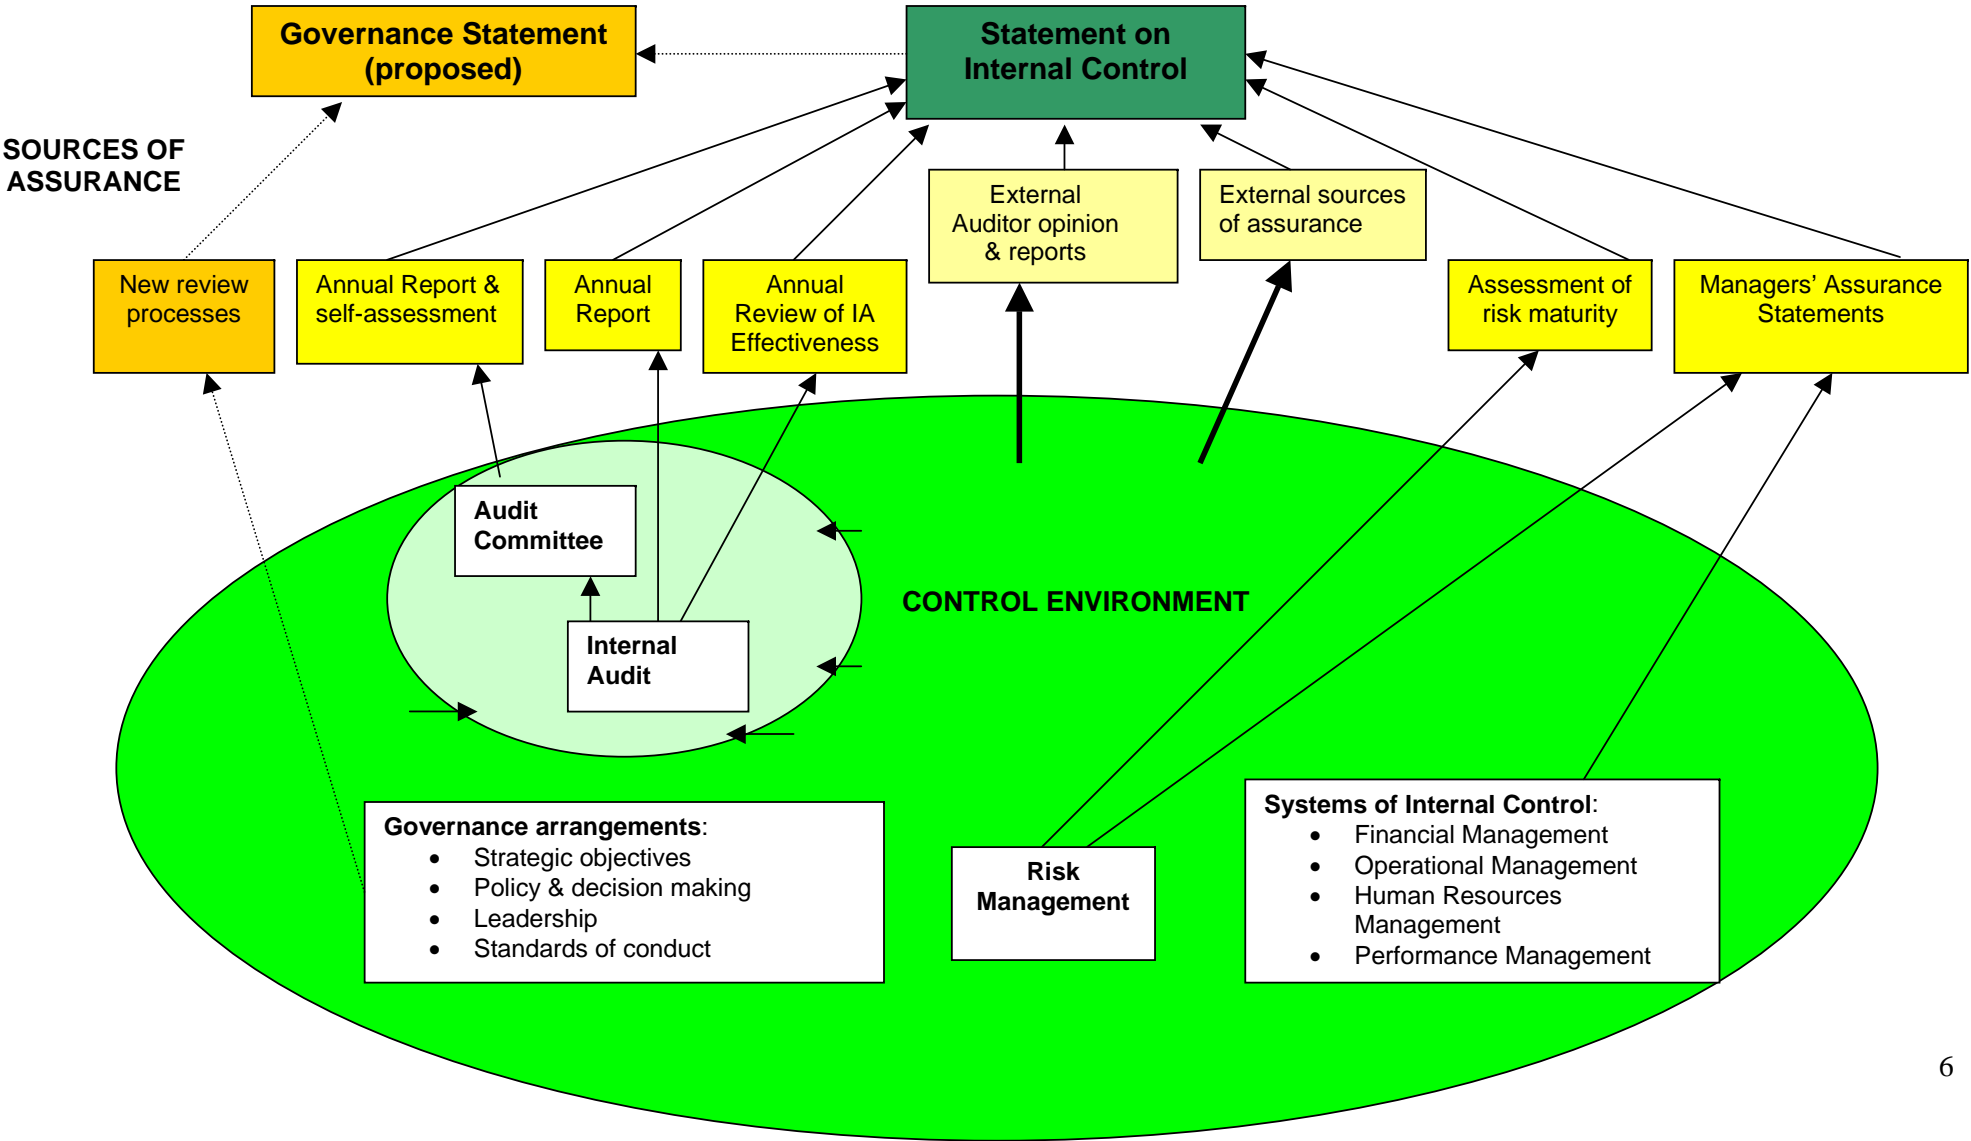 Governance Statement
(proposed)
Statement on
Internal Control
SOURCES OF
ASSURANCE
New review
processes
Annual Report &
self-assessment
Annual
Report
Annual
Review of IA
Effectiveness
External
Auditor opinion
& reports
External sources
of assurance
Assessment of
risk maturity
Managers’ Assurance
Statements
Audit
Committee
Internal
Audit
CONTROL ENVIRONMENT
Governance arrangements:
• Strategic objectives
• Policy & decision making
• Leadership
• Standards of conduct
Risk
Management
Systems of Internal Control:
• Financial Management
• Operational Management
• Human Resources
Management
• Performance Management
6